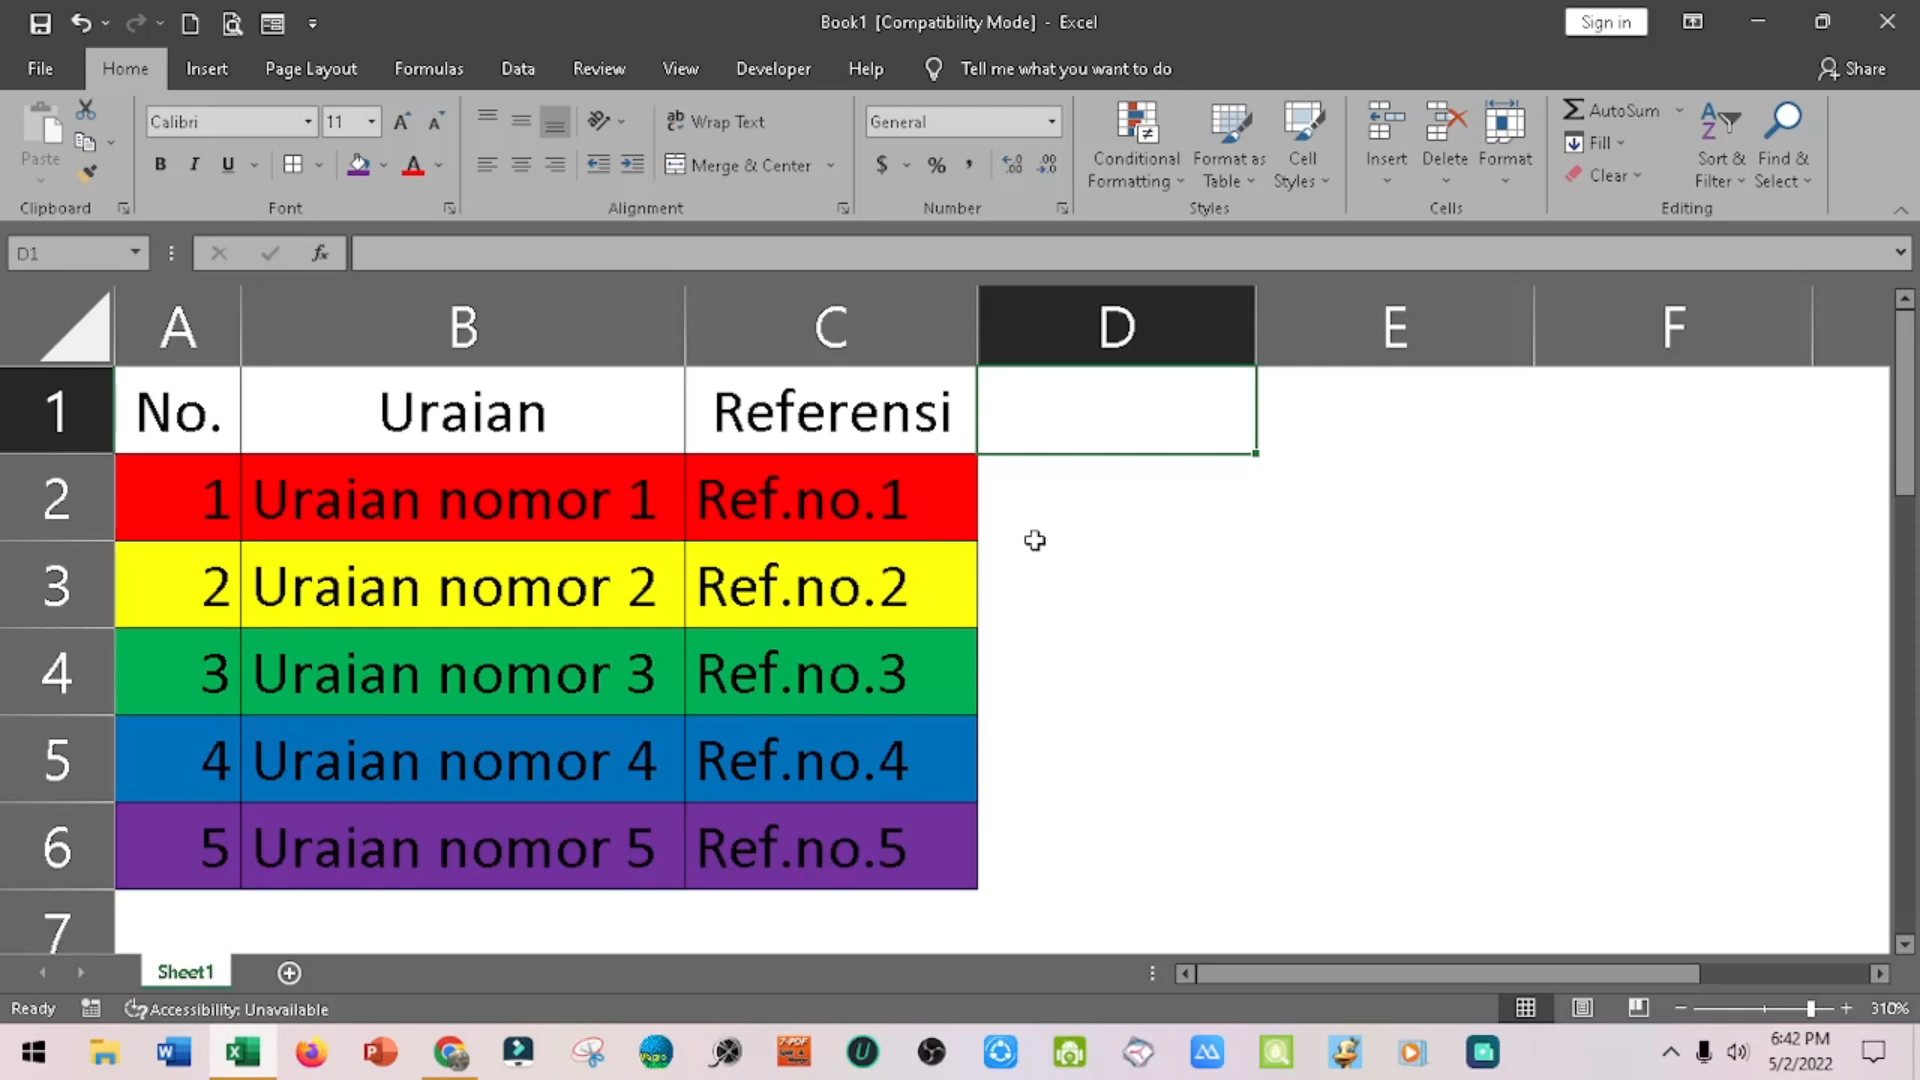 Book1 [Compatibility Mode] - Excel
Sign in
File Home Insert Page Layout Formulas Data Review View Developer Help Tell me what you want to do Share
Paste
Clipboard
Calibri 11
B I U
Font
Wrap Text
Merge & Center
Alignment
General
$ % ,
Number
Conditional Formatting
Format as Table
Cell Styles
Styles
Insert
Delete
Format
Cells
AutoSum
Fill
Clear
Sort & Filter
Find & Select
Editing
D1 fx
A B C D E F
1 No. Uraian Referensi
2 1 Uraian nomor 1 Ref.no.1
3 2 Uraian nomor 2 Ref.no.2
4 3 Uraian nomor 3 Ref.no.3
5 4 Uraian nomor 4 Ref.no.4
6 5 Uraian nomor 5 Ref.no.5
7
Sheet1
Ready Accessibility: Unavailable 310%
6:42 PM
5/2/2022